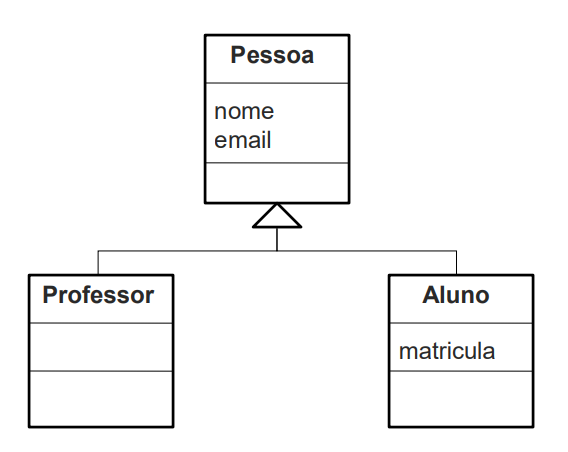 Pessoa
nome
email
Professor
Aluno
matricula